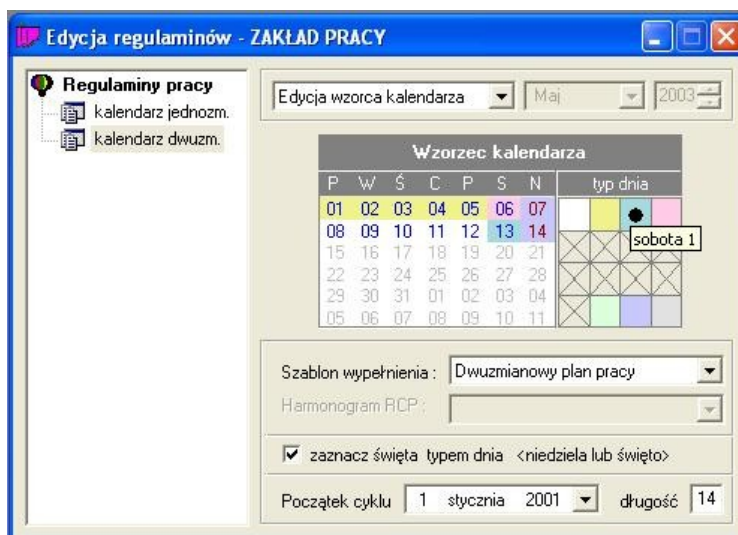 Edycja regulaminów - ZAKŁAD PRACY
Regulaminy pracy
kalendarz jednozm.
kalendarz dwuzm.
Edycja wzorca kalendarza
Maj
2003
Wzorzec kalendarza
P W Ś C P S N typ dnia
01 02 03 04 05 06 07
08 09 10 11 12 13 14
sobota 1
15 16 17 18 19 20 21
22 23 24 25 26 27 28
29 30 31 01 02 03 04
05 06 07 08 09 10 11
Szablon wypełnienia : Dwuzmianowy plan pracy
Harmonogram RCP :
zaznacz święta typem dnia <niedziela lub święto>
Początek cyklu 1 stycznia 2001 długość 14